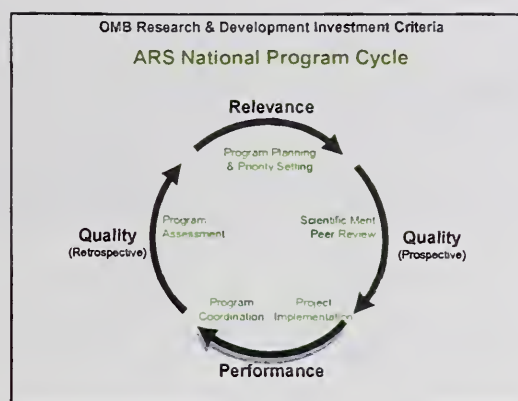 OMB Research & Development Investment Criteria
ARS National Program Cycle
Relevance
Program Planning
& Priority Setting
Quality
(Retrospective)
Program
Assessment
Scientific Merit
Peer Review
Quality
(Prospective)
Program
Coordination
Project
Implementation
Performance